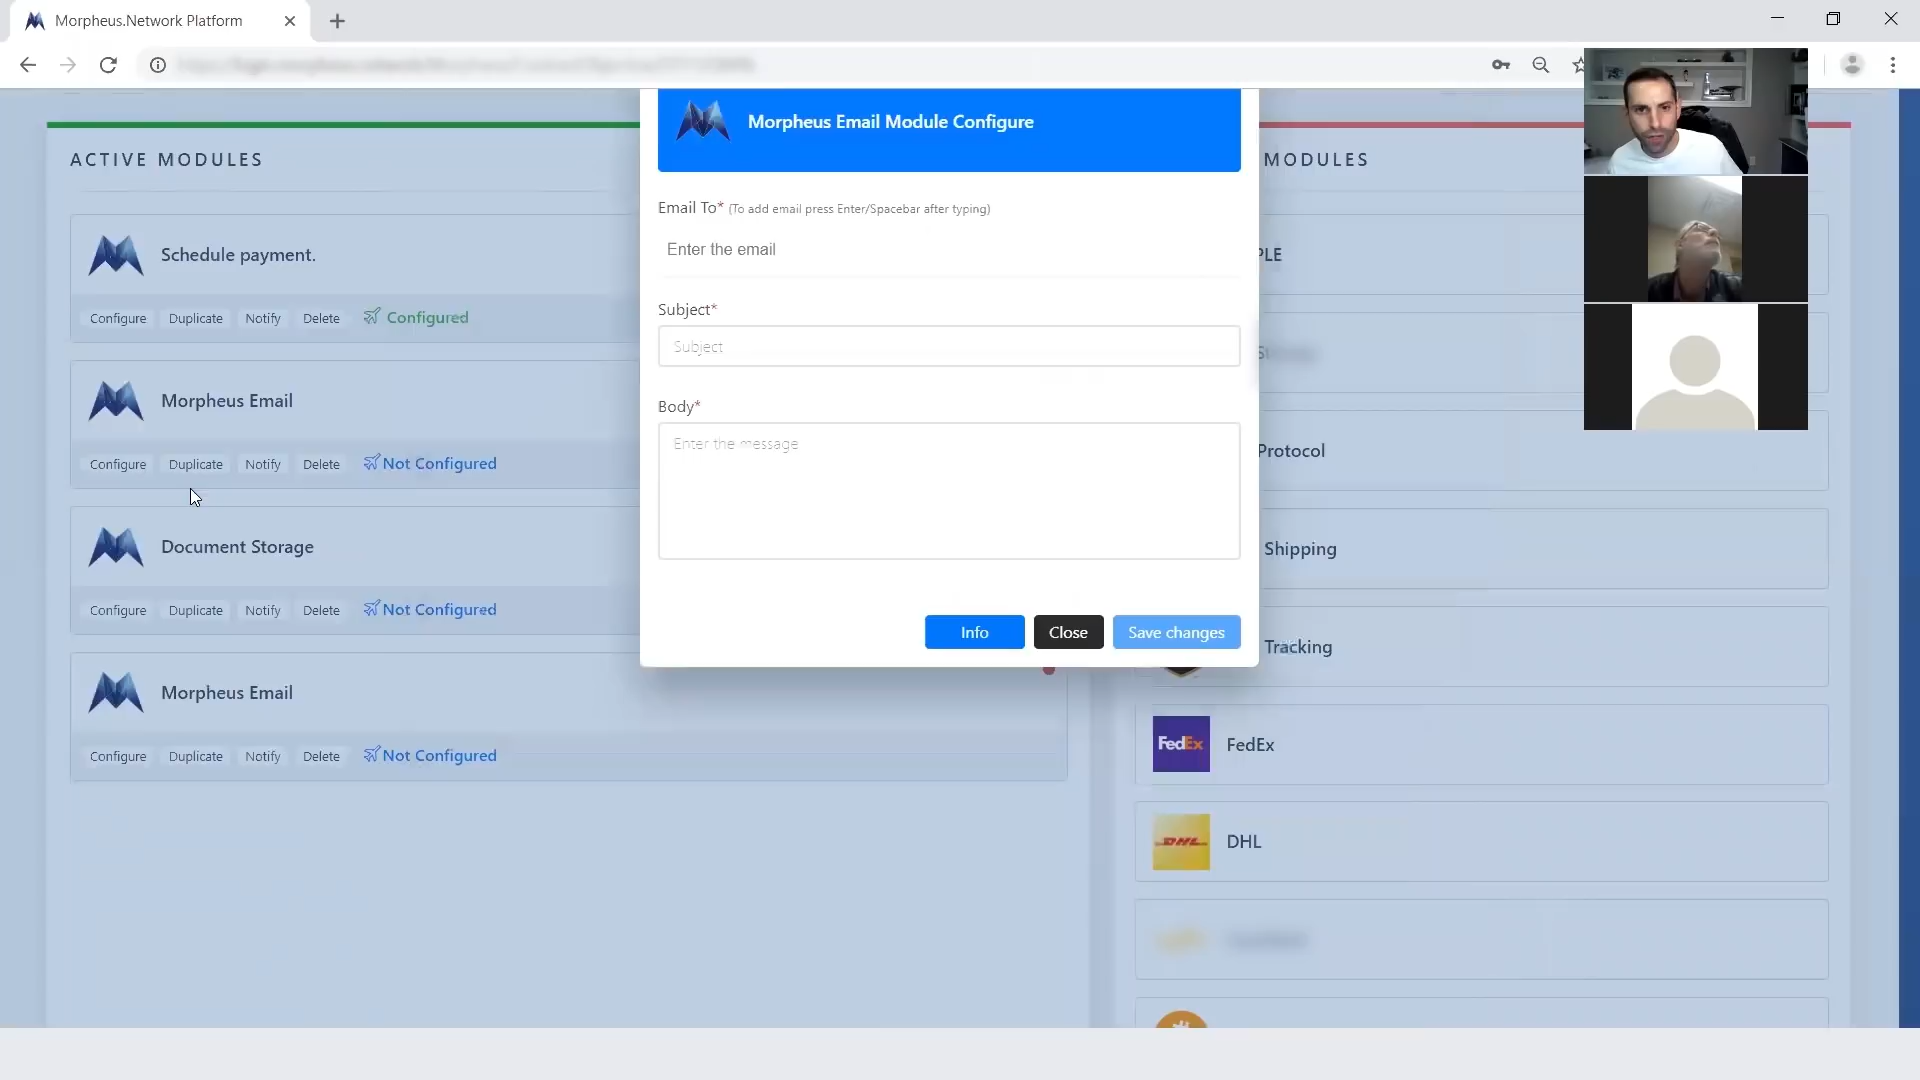 Morpheus.Network Platform
Morpheus Email Module Configure
ACTIVE MODULES
MODULES
Email To* (To add email press Enter/Spacebar after typing)
Enter the email
Schedule payment.
PLE
Configure Duplicate Notify Delete Configured
Subject*
Subject
Morpheus Email
Body*
Enter the message
Protocol
Configure Duplicate Notify Delete Not Configured
Document Storage
Shipping
Configure Duplicate Notify Delete Not Configured
Info Close Save changes
Tracking
Morpheus Email
Configure Duplicate Notify Delete Not Configured
FedEx FedEx
DHL DHL